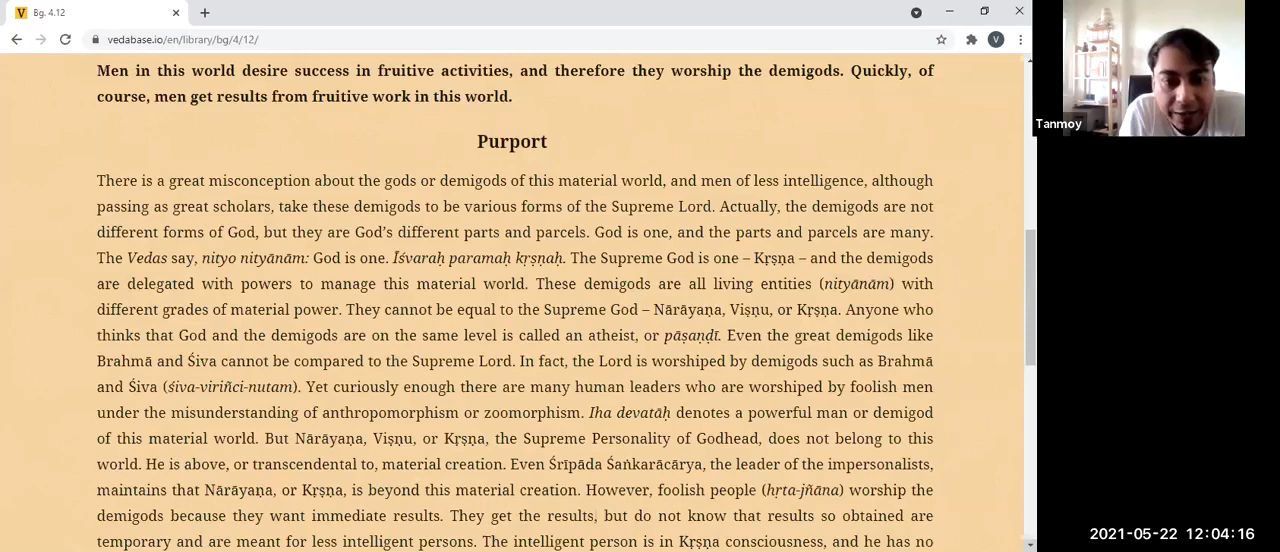 Bg. 4.12
vedabase.io/en/library/bg/4/12/
V
Men in this world desire success in fruitive activities, and therefore they worship the demigods. Quickly, of
course, men get results from fruitive work in this world.
Purport
There is a great misconception about the gods or demigods of this material world, and men of less intelligence, although
passing as great scholars, take these demigods to be various forms of the Supreme Lord. Actually, the demigods are not
different forms of God, but they are God’s different parts and parcels. God is one, and the parts and parcels are many.
The Vedas say, nityo nityānām: God is one. Īśvaraḥ paramaḥ kṛṣṇaḥ. The Supreme God is one – Kṛṣṇa – and the demigods
are delegated with powers to manage this material world. These demigods are all living entities (nityānām) with
different grades of material power. They cannot be equal to the Supreme God – Nārāyaṇa, Viṣṇu, or Kṛṣṇa. Anyone who
thinks that God and the demigods are on the same level is called an atheist, or pāṣaṇḍī. Even the great demigods like
Brahmā and Śiva cannot be compared to the Supreme Lord. In fact, the Lord is worshiped by demigods such as Brahmā
and Śiva (śiva-viriñci-nutam). Yet curiously enough there are many human leaders who are worshiped by foolish men
under the misunderstanding of anthropomorphism or zoomorphism. Iha devatāḥ denotes a powerful man or demigod
of this material world. But Nārāyaṇa, Viṣṇu, or Kṛṣṇa, the Supreme Personality of Godhead, does not belong to this
world. He is above, or transcendental to, material creation. Even Śrīpāda Śaṅkarācārya, the leader of the impersonalists,
maintains that Nārāyaṇa, or Kṛṣṇa, is beyond this material creation. However, foolish people (hṛta-jñāna) worship the
demigods because they want immediate results. They get the results, but do not know that results so obtained are
temporary and are meant for less intelligent persons. The intelligent person is in Kṛṣṇa consciousness, and he has no
Tanmoy
2021-05-22 12:04:16